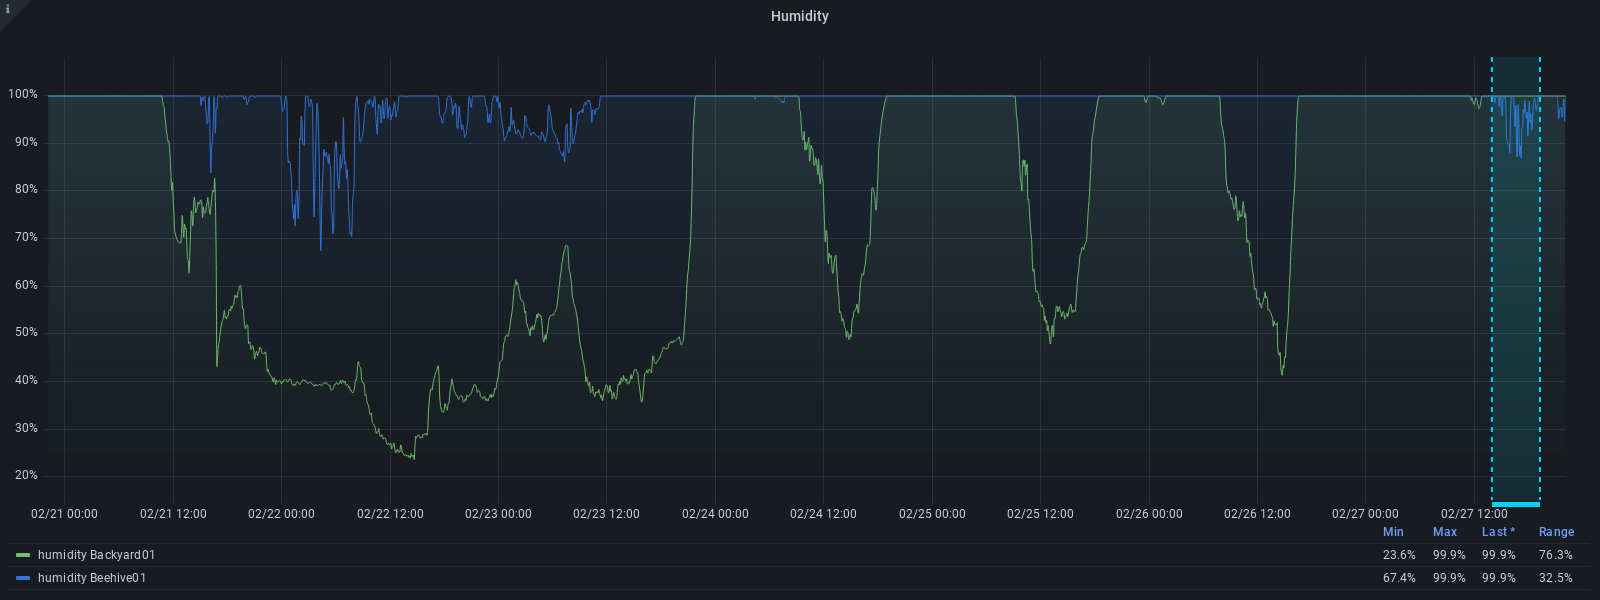 i
Humidity
100%
90%
80%
70%
60%
50%
40%
30%
20%
02/21 00:00 02/21 12:00 02/22 00:00 02/22 12:00 02/23 00:00 02/23 12:00 02/24 00:00 02/24 12:00 02/25 00:00 02/25 12:00 02/26 00:00 02/26 12:00 02/27 00:00 02/27 12:00
Min Max Last * Range
humidity Backyard01 23.6% 99.9% 99.9% 76.3%
humidity Beehive01 67.4% 99.9% 99.9% 32.5%